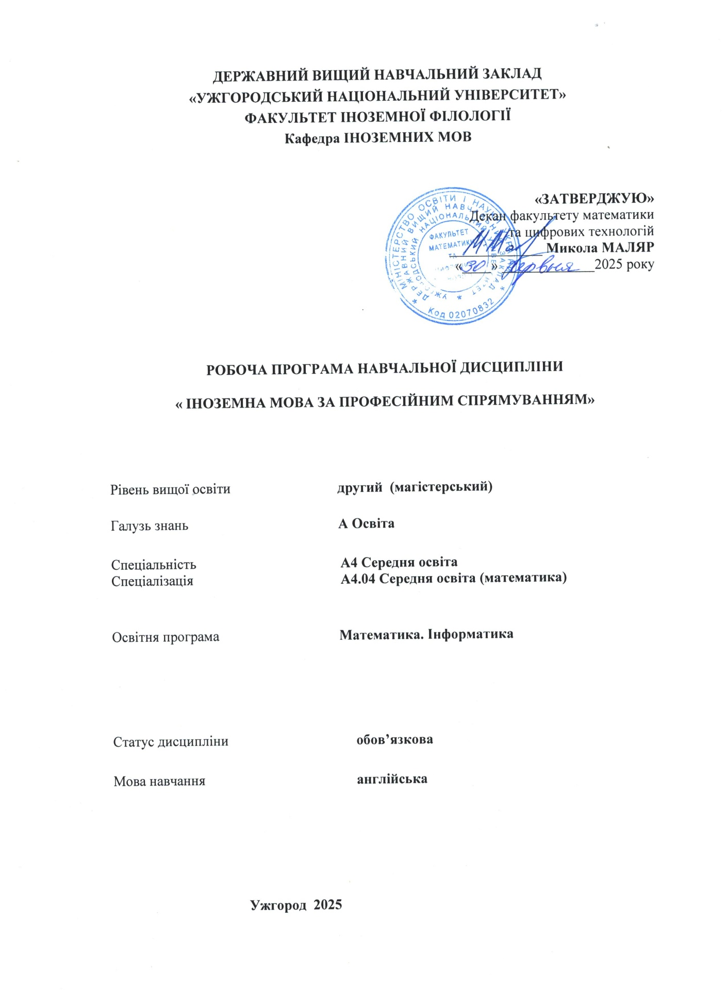 ДЕРЖАВНИЙ ВИЩИЙ НАВЧАЛЬНИЙ ЗАКЛАД
«УЖГОРОДСЬКИЙ НАЦІОНАЛЬНИЙ УНІВЕРСИТЕТ»
ФАКУЛЬТЕТ ІНОЗЕМНОЇ ФІЛОЛОГІЇ
Кафедра ІНОЗЕМНИХ МОВ
«ЗАТВЕРДЖУЮ»
Декан факультету математики
та цифрових технологій
Микола МАЛЯР
«30» червня 2025 року
МІНІСТЕРСТВО ОСВІТИ І НАУКИ
ДЕРЖАВНИЙ ВИЩИЙ НАВЧАЛЬНИЙ ЗАКЛАД
НАЦІОНАЛЬНИЙ
ФАКУЛЬТЕТ
МАТЕМАТИКИ
ТА
Код 02070832
РОБОЧА ПРОГРАМА НАВЧАЛЬНОЇ ДИСЦИПЛІНИ
« ІНОЗЕМНА МОВА ЗА ПРОФЕСІЙНИМ СПРЯМУВАННЯМ»
Рівень вищої освіти другий (магістерський)
Галузь знань А Освіта
Спеціальність А4 Середня освіта
Спеціалізація А4.04 Середня освіта (математика)
Освітня програма Математика. Інформатика
Статус дисципліни обов’язкова
Мова навчання англійська
Ужгород 2025